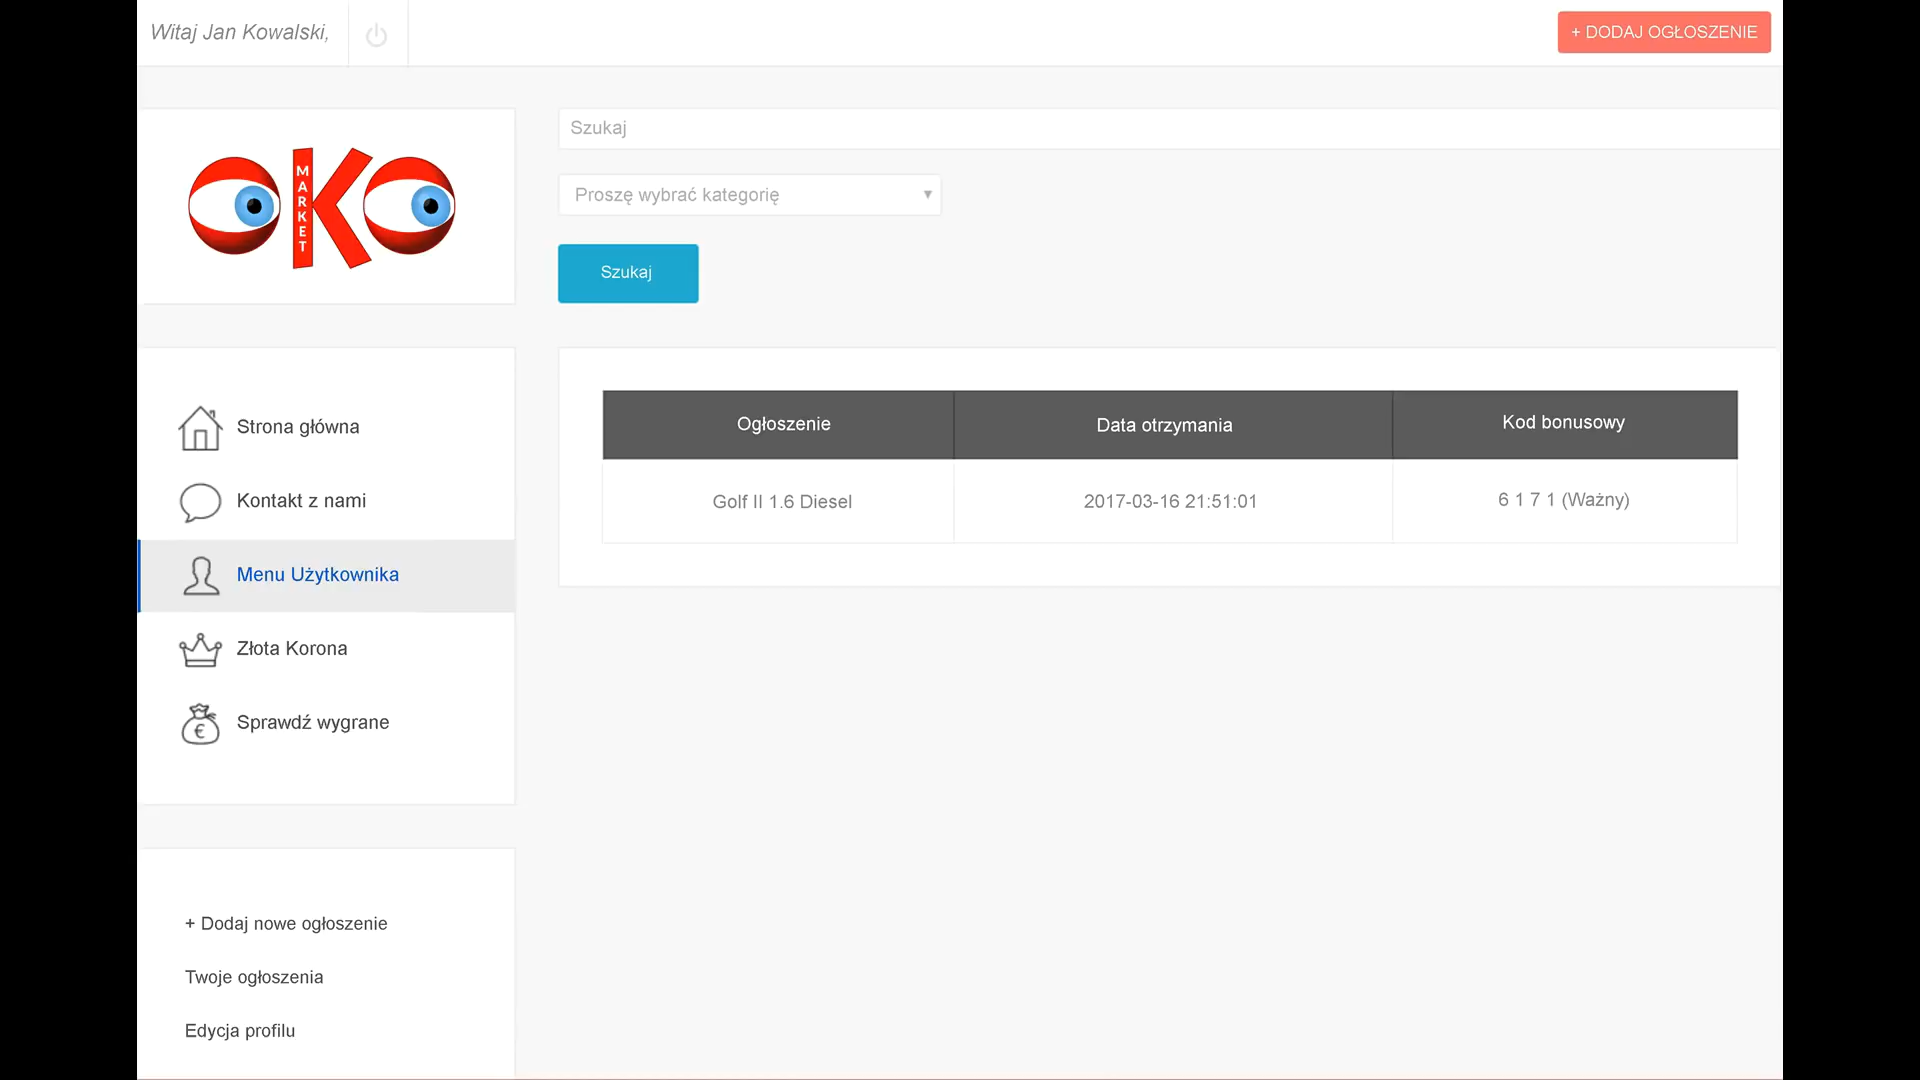 Witaj Jan Kowalski,
+ DODAJ OGŁOSZENIE
OKO
MARKET
Szukaj
Proszę wybrać kategorię
Szukaj
Strona główna
Kontakt z nami
Menu Użytkownika
Złota Korona
Sprawdź wygrane
Ogłoszenie Data otrzymania Kod bonusowy
Golf II 1.6 Diesel 2017-03-16 21:51:01 6 1 7 1 (Ważny)
+ Dodaj nowe ogłoszenie
Twoje ogłoszenia
Edycja profilu